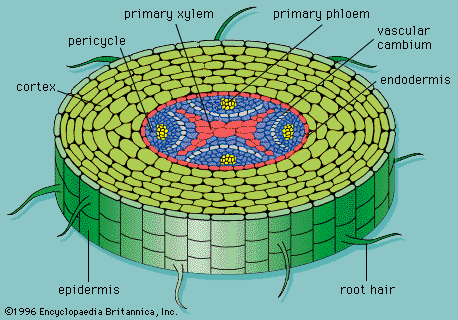 primary xylem
primary phloem
pericycle
vascular
cambium
cortex
endodermis
epidermis
root hair
©1996 Encyclopaedia Britannica, Inc.